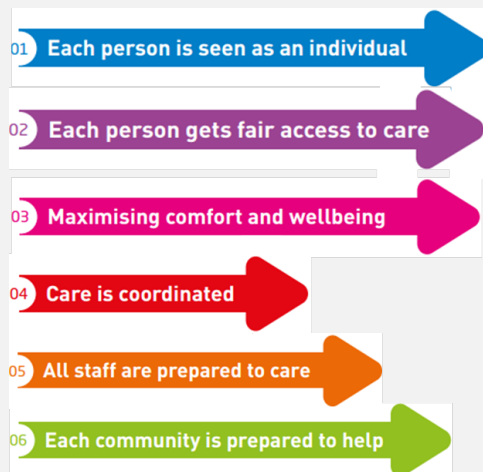 01 Each person is seen as an individual
02 Each person gets fair access to care
03 Maximising comfort and wellbeing
04 Care is coordinated
05 All staff are prepared to care
06 Each community is prepared to help